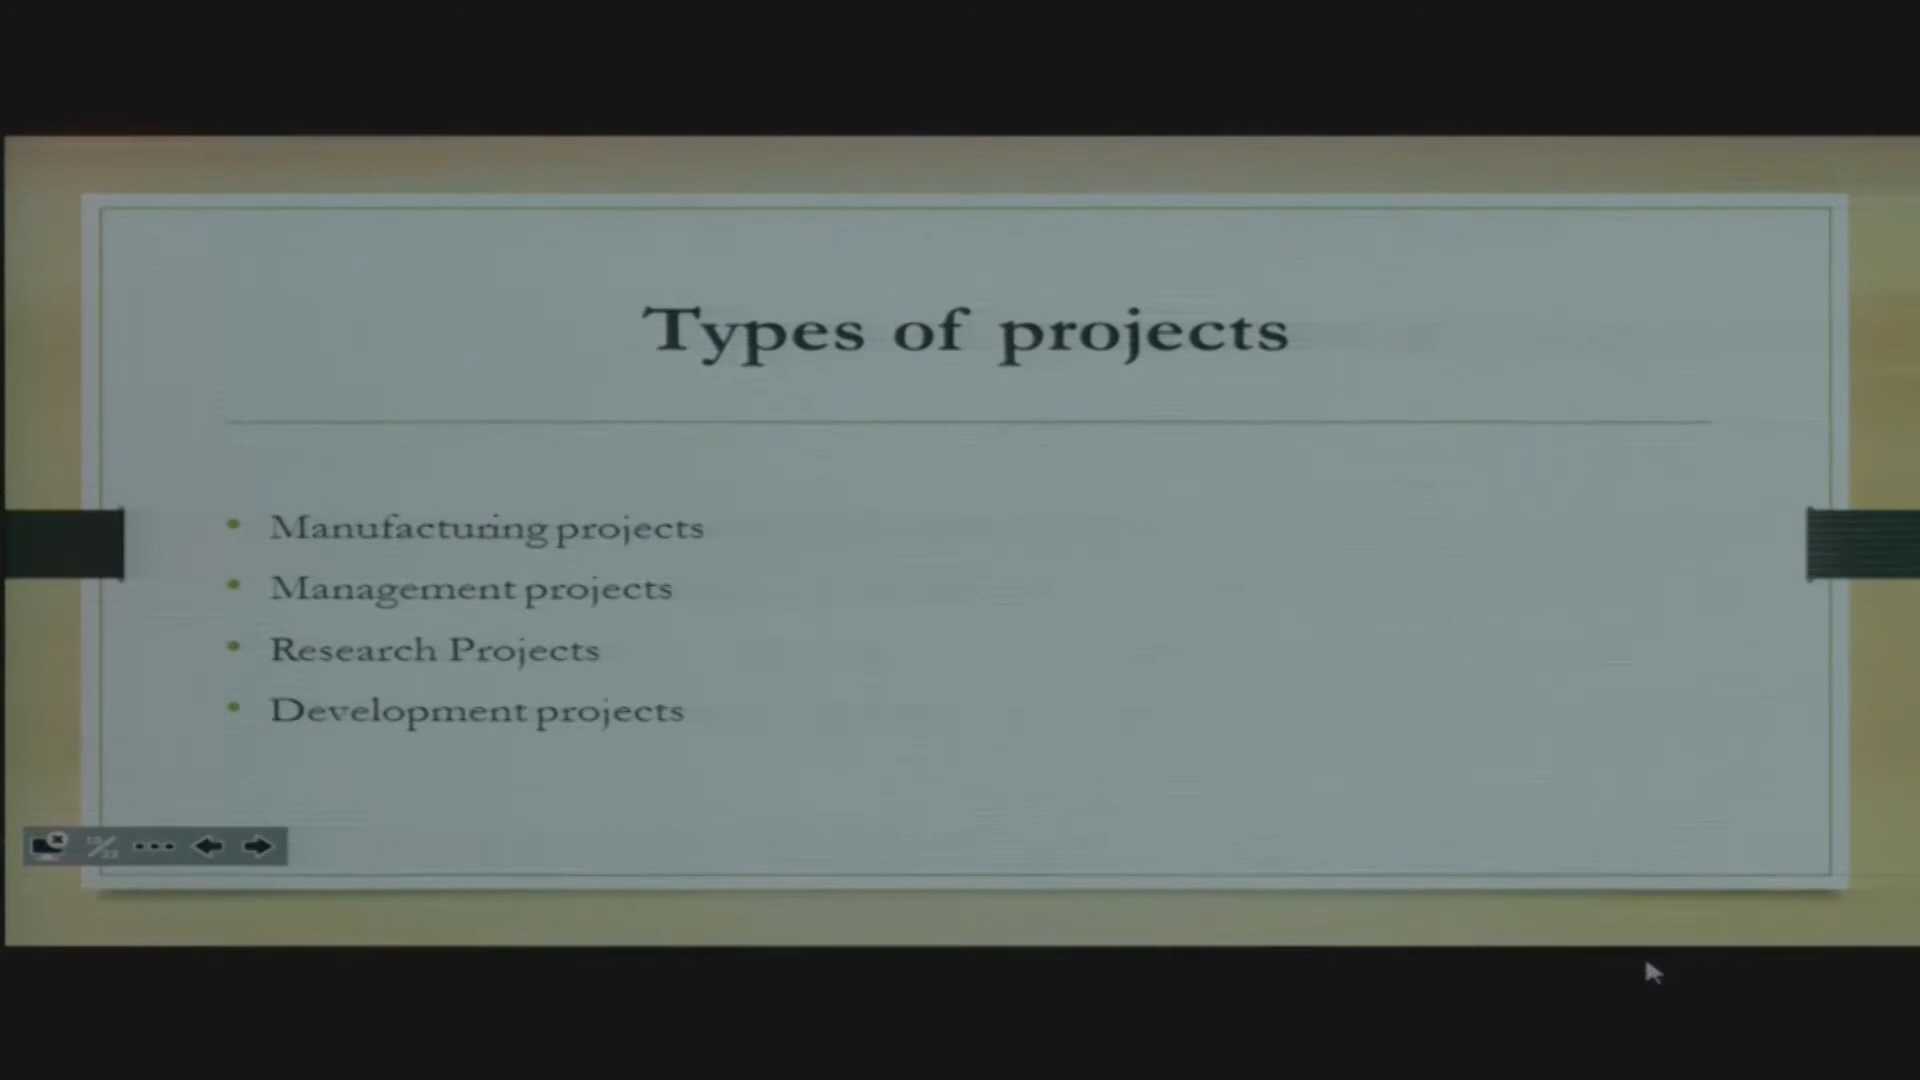 Types of projects
• Manufacturing projects
• Management projects
• Research Projects
• Development projects